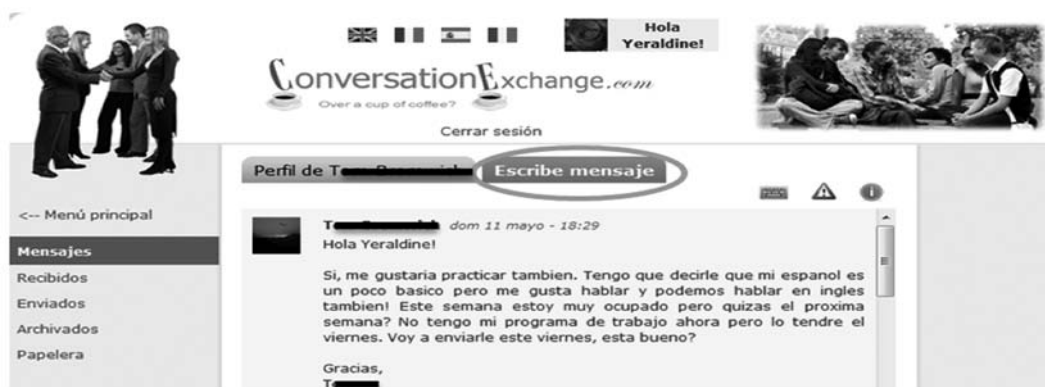 Hola
Yeraldine!
ConversationExchange.com
Over a cup of coffee?
Cerrar sesión
Perfil de T
Escribe mensaje
<-- Menú principal
Mensajes
Recibidos
Enviados
Archivados
Papelera
T dom 11 mayo - 18:29
Hola Yeraldine!
Si, me gustaria practicar tambien. Tengo que decirle que mi espanol es
un poco basico pero me gusta hablar y podemos hablar en ingles
tambien! Este semana estoy muy ocupado pero quizas el proxima
semana? No tengo mi programa de trabajo ahora pero lo tendre el
viernes. Voy a enviarle este viernes, esta bueno?
Gracias,
T